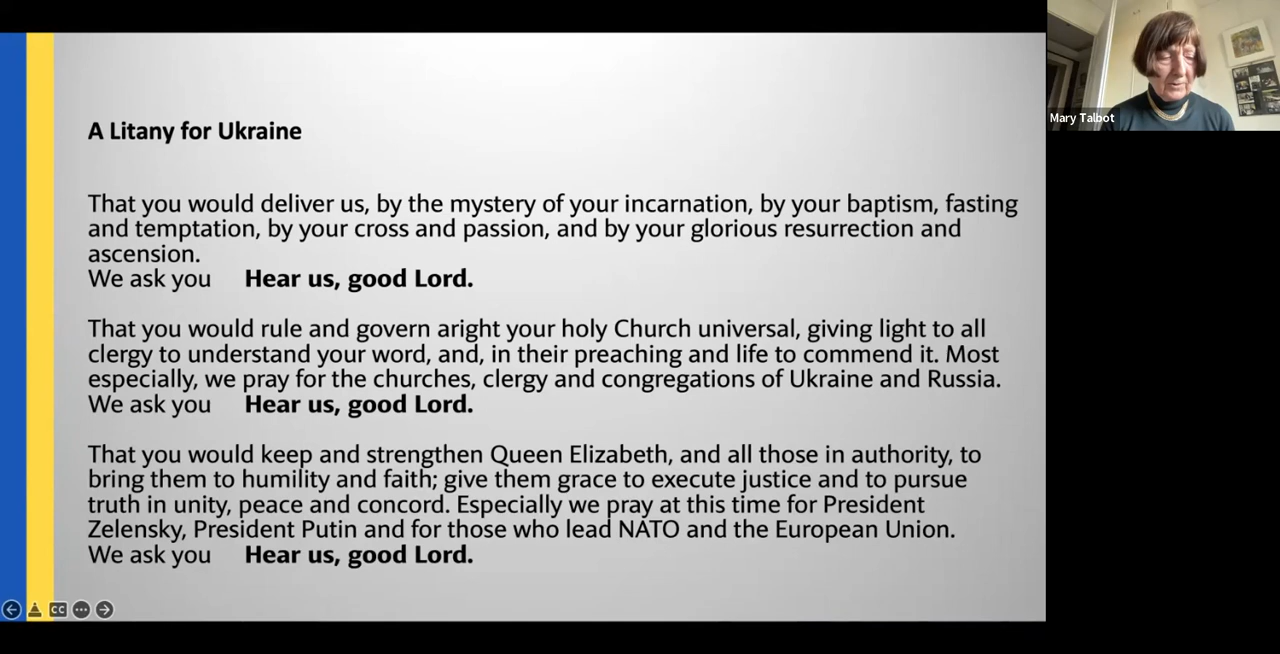 A Litany for Ukraine
That you would deliver us, by the mystery of your incarnation, by your baptism, fasting
and temptation, by your cross and passion, and by your glorious resurrection and
ascension.
We ask you Hear us, good Lord.
That you would rule and govern aright your holy Church universal, giving light to all
clergy to understand your word, and, in their preaching and life to commend it. Most
especially, we pray for the churches, clergy and congregations of Ukraine and Russia.
We ask you Hear us, good Lord.
That you would keep and strengthen Queen Elizabeth, and all those in authority, to
bring them to humility and faith; give them grace to execute justice and to pursue
truth in unity, peace and concord. Especially we pray at this time for President
Zelensky, President Putin and for those who lead NATO and the European Union.
We ask you Hear us, good Lord.
CC
Mary Talbot